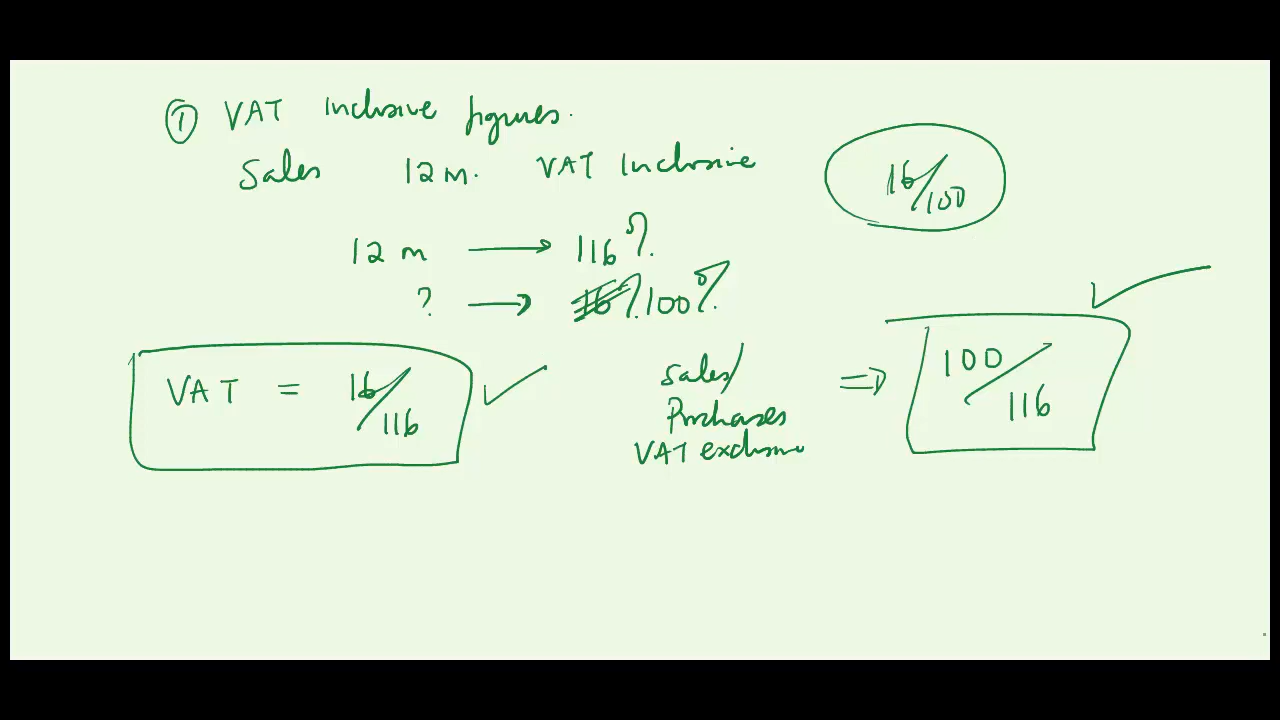 ① VAT Inclusive figures.
Sales 12m. VAT Inclusive
16/100
12 m → 116%
? → 16% 100%
VAT = 16/116
Sales/
Purchases
VAT exclusive
⇒ 100/116